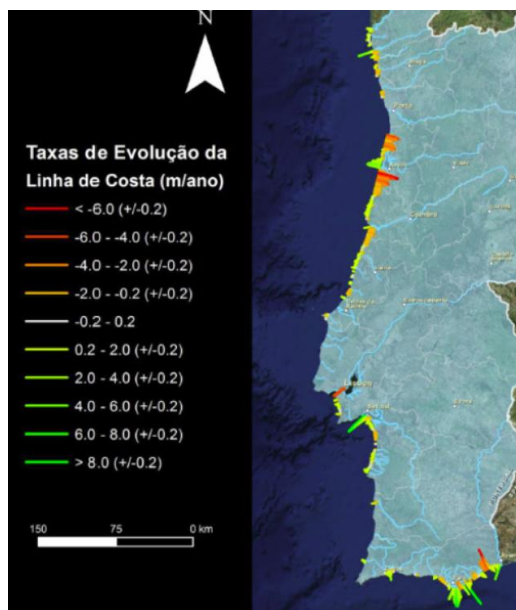 N
Taxas de Evolução da
Linha de Costa (m/ano)
< -6.0 (+/-0.2)
-6.0 - -4.0 (+/-0.2)
-4.0 - -2.0 (+/-0.2)
-2.0 - -0.2 (+/-0.2)
-0.2 - 0.2
0.2 - 2.0 (+/-0.2)
2.0 - 4.0 (+/-0.2)
4.0 - 6.0 (+/-0.2)
6.0 - 8.0 (+/-0.2)
> 8.0 (+/-0.2)
150 75 0 km